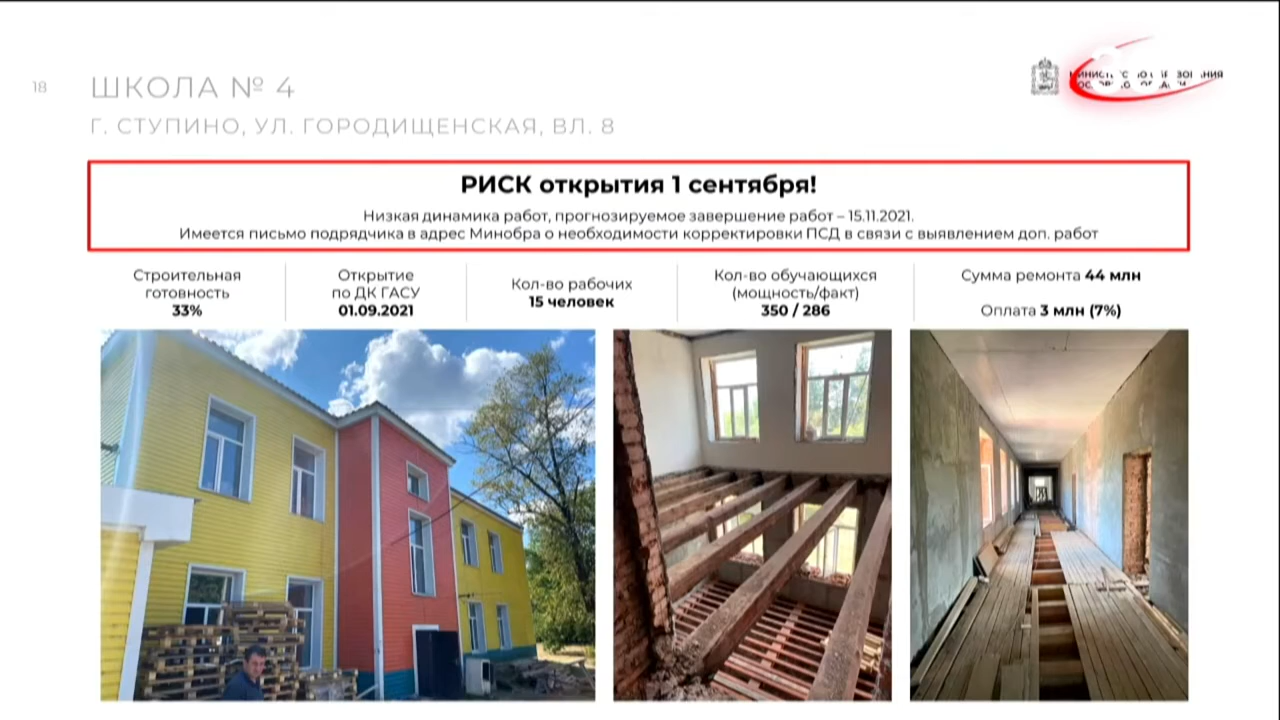 18
ШКОЛА № 4
Г. СТУПИНО, УЛ. ГОРОДИЩЕНСКАЯ, ВЛ. 8
РИСК открытия 1 сентября!
Низкая динамика работ, прогнозируемое завершение работ – 15.11.2021.
Имеется письмо подрядчика в адрес Минобра о необходимости корректировки ПСД в связи с выявлением доп. работ
Строительная
готовность
33%
Открытие
по ДК ГАСУ
01.09.2021
Кол-во рабочих
15 человек
Кол-во обучающихся
(мощность/факт)
350 / 286
Сумма ремонта 44 млн
Оплата 3 млн (7%)